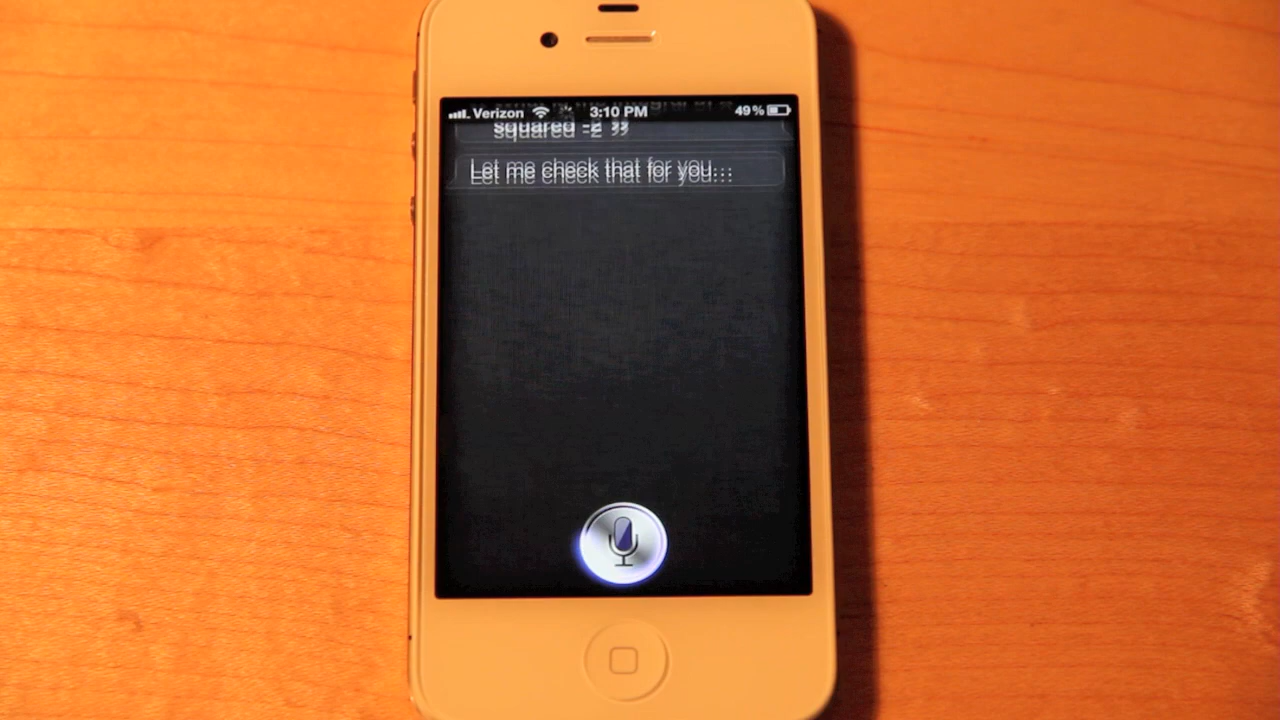 Verizon 3:10 PM 49%
squared -2 ”
Let me check that for you...